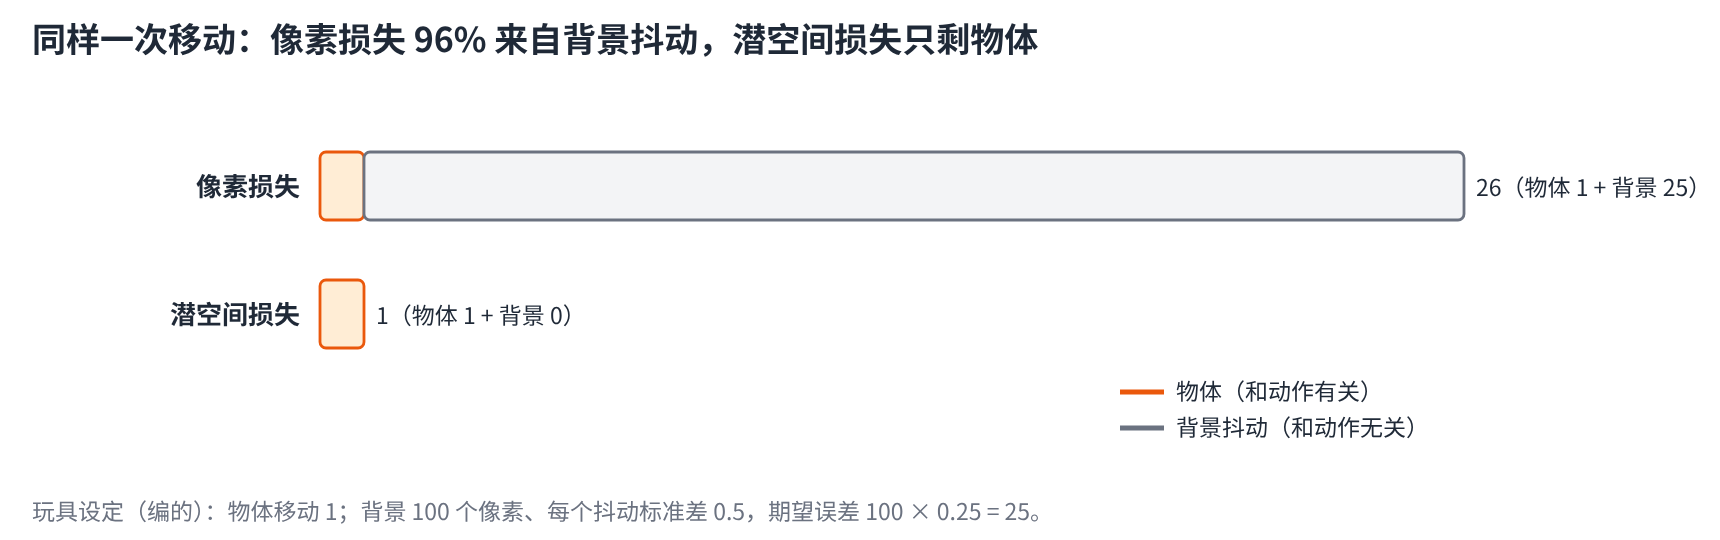 同样一次移动：像素损失 96% 来自背景抖动，潜空间损失只剩物体
像素损失
26（物体 1 + 背景 25）
潜空间损失
1（物体 1 + 背景 0）
物体（和动作有关）
背景抖动（和动作无关）
玩具设定（编的）：物体移动 1；背景 100 个像素、每个抖动标准差 0.5，期望误差 100 × 0.25 = 25。